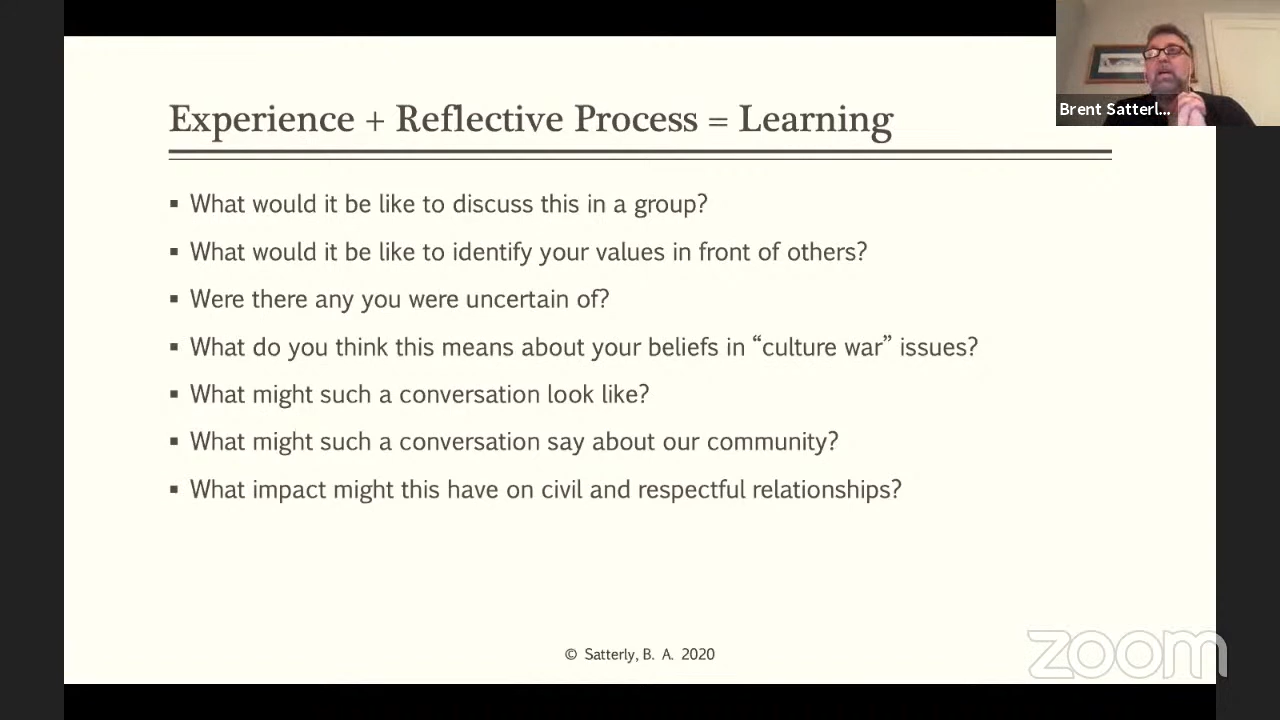 Experience + Reflective Process = Learning
Brent Satterl...
▪ What would it be like to discuss this in a group?
▪ What would it be like to identify your values in front of others?
▪ Were there any you were uncertain of?
▪ What do you think this means about your beliefs in “culture war” issues?
▪ What might such a conversation look like?
▪ What might such a conversation say about our community?
▪ What impact might this have on civil and respectful relationships?
© Satterly, B. A. 2020
zoom